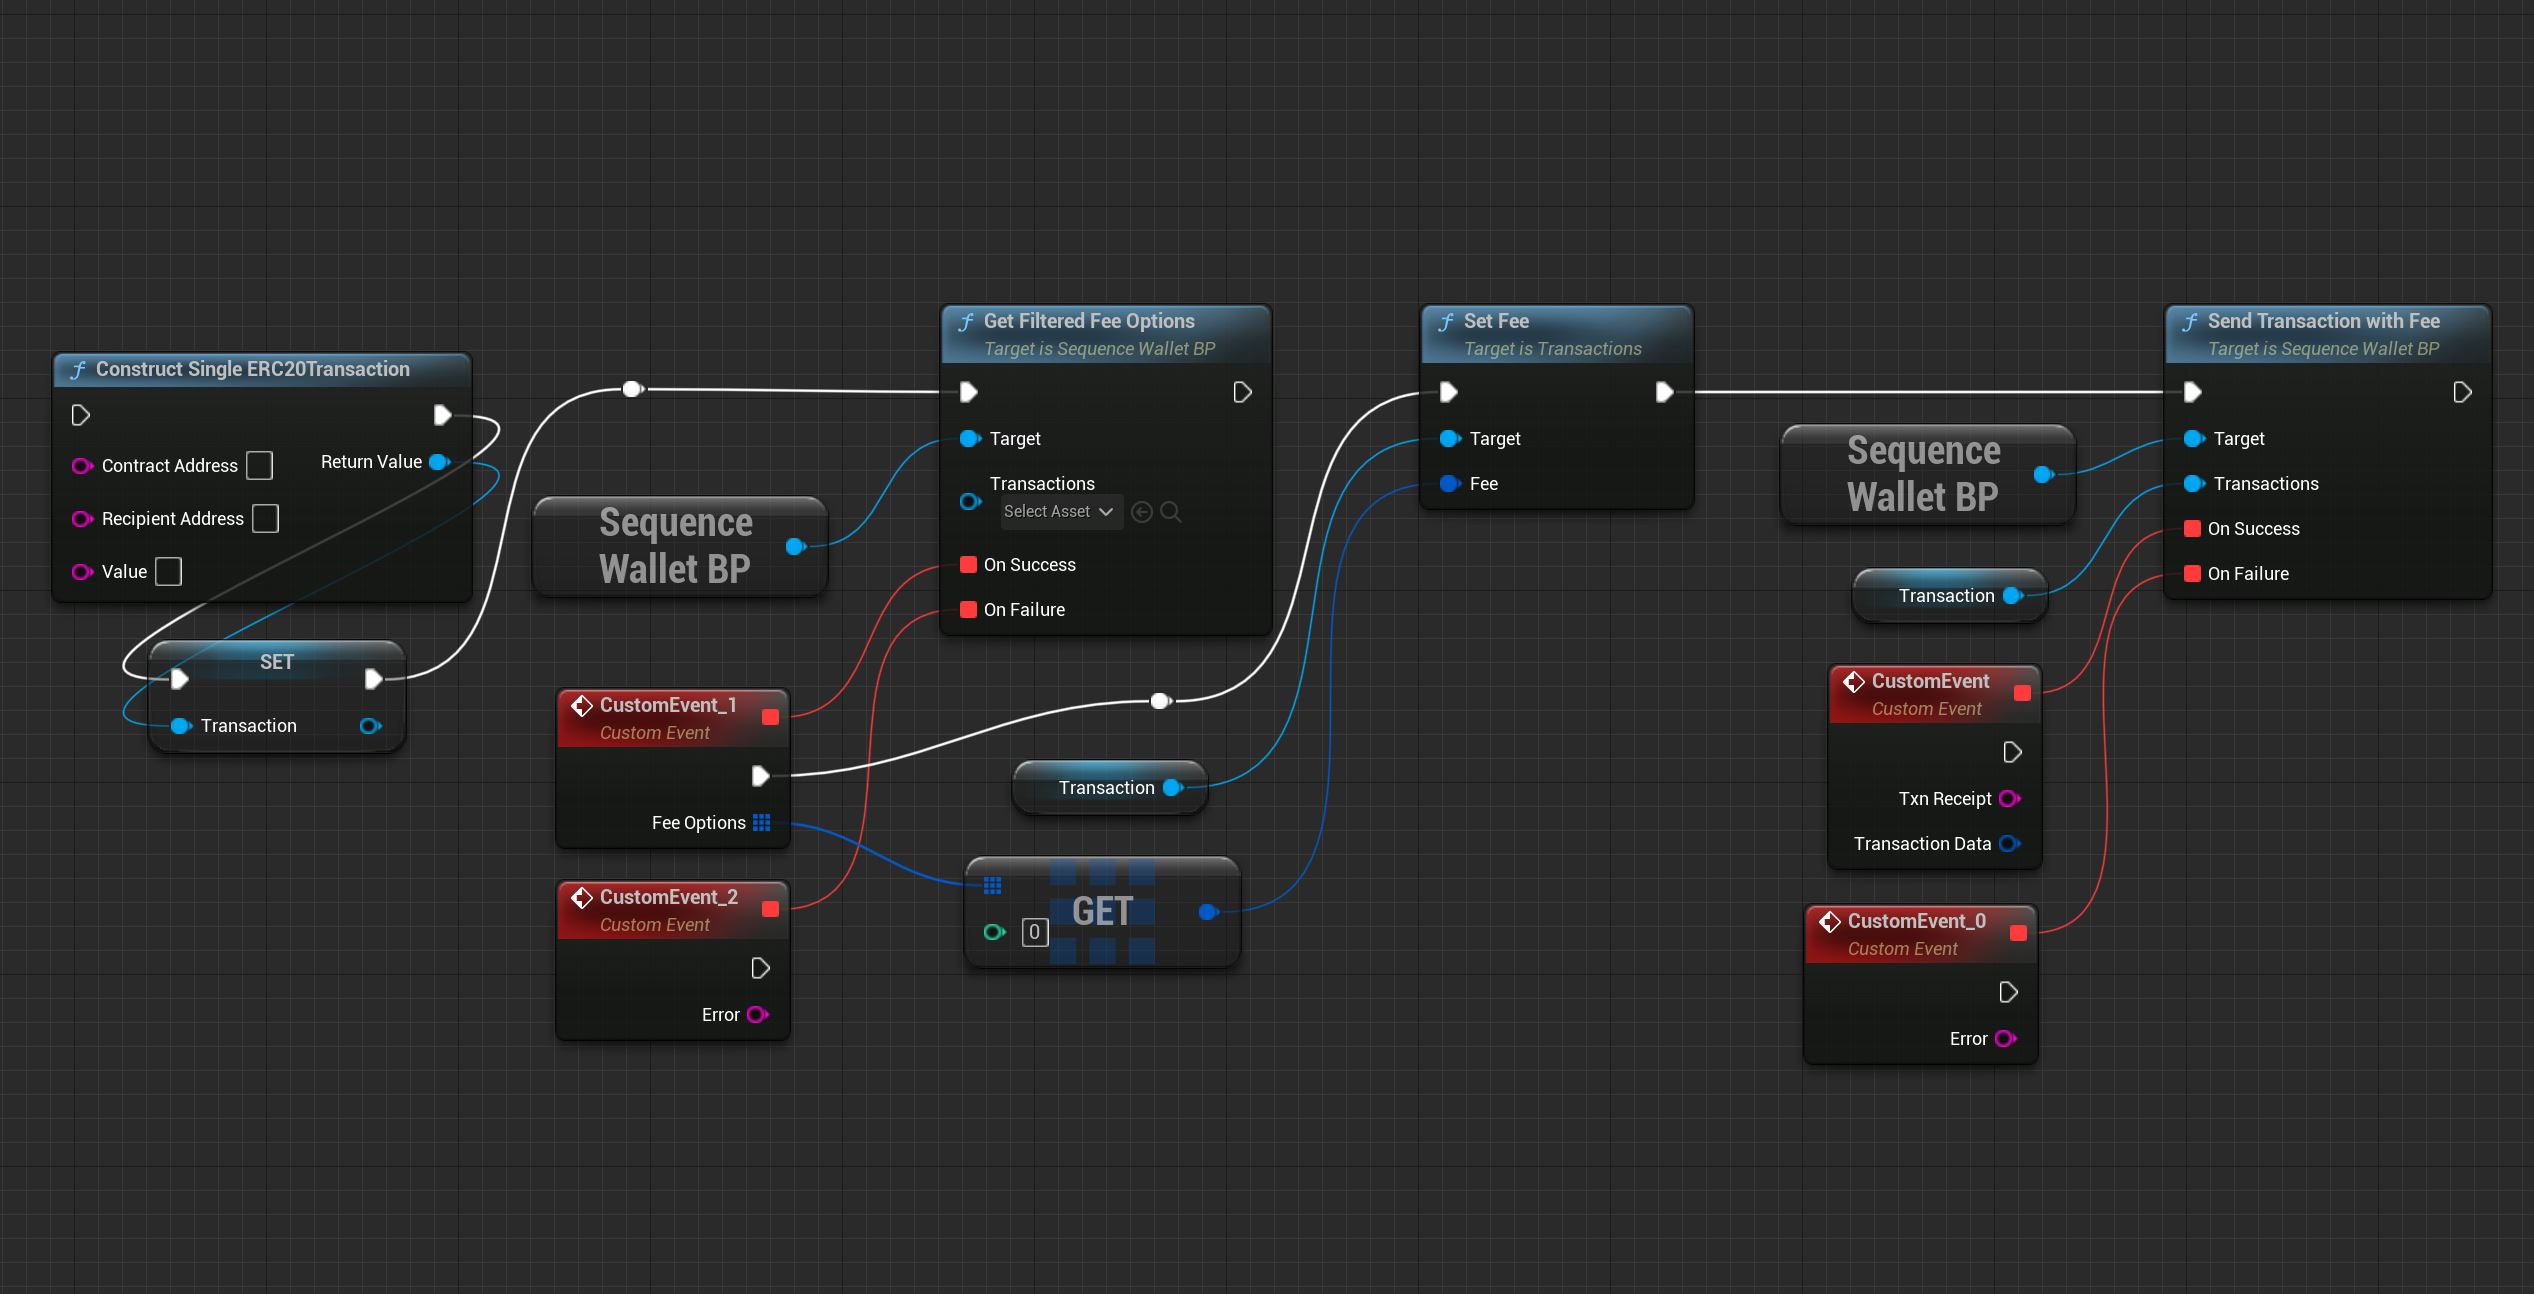 Construct Single ERC20Transaction
Contract Address
Return Value
Recipient Address
Value
SET
Transaction
Sequence
Wallet BP
CustomEvent_1
Custom Event
Fee Options
CustomEvent_2
Custom Event
Error
Get Filtered Fee Options
Target is Sequence Wallet BP
Target
Transactions
Select Asset
On Success
On Failure
Transaction
GET
0
Set Fee
Target is Transactions
Target
Fee
Sequence
Wallet BP
Transaction
CustomEvent
Custom Event
Txn Receipt
Transaction Data
CustomEvent_0
Custom Event
Error
Send Transaction with Fee
Target is Sequence Wallet BP
Target
Transactions
On Success
On Failure